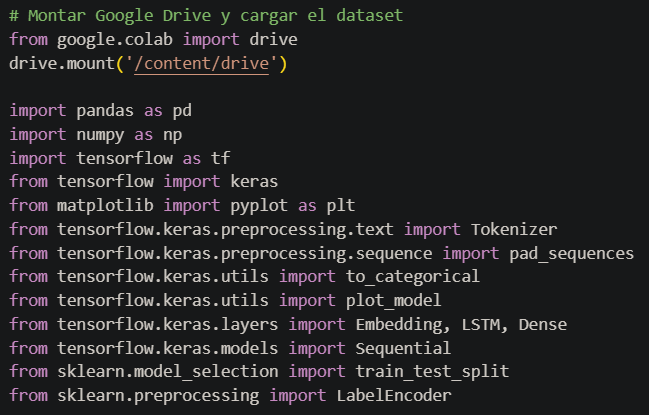 # Montar Google Drive y cargar el dataset
from google.colab import drive
drive.mount('/content/drive')
import pandas as pd
import numpy as np
import tensorflow as tf
from tensorflow import keras
from matplotlib import pyplot as plt
from tensorflow.keras.preprocessing.text import Tokenizer
from tensorflow.keras.preprocessing.sequence import pad_sequences
from tensorflow.keras.utils import to_categorical
from tensorflow.keras.utils import plot_model
from tensorflow.keras.layers import Embedding, LSTM, Dense
from tensorflow.keras.models import Sequential
from sklearn.model_selection import train_test_split
from sklearn.preprocessing import LabelEncoder